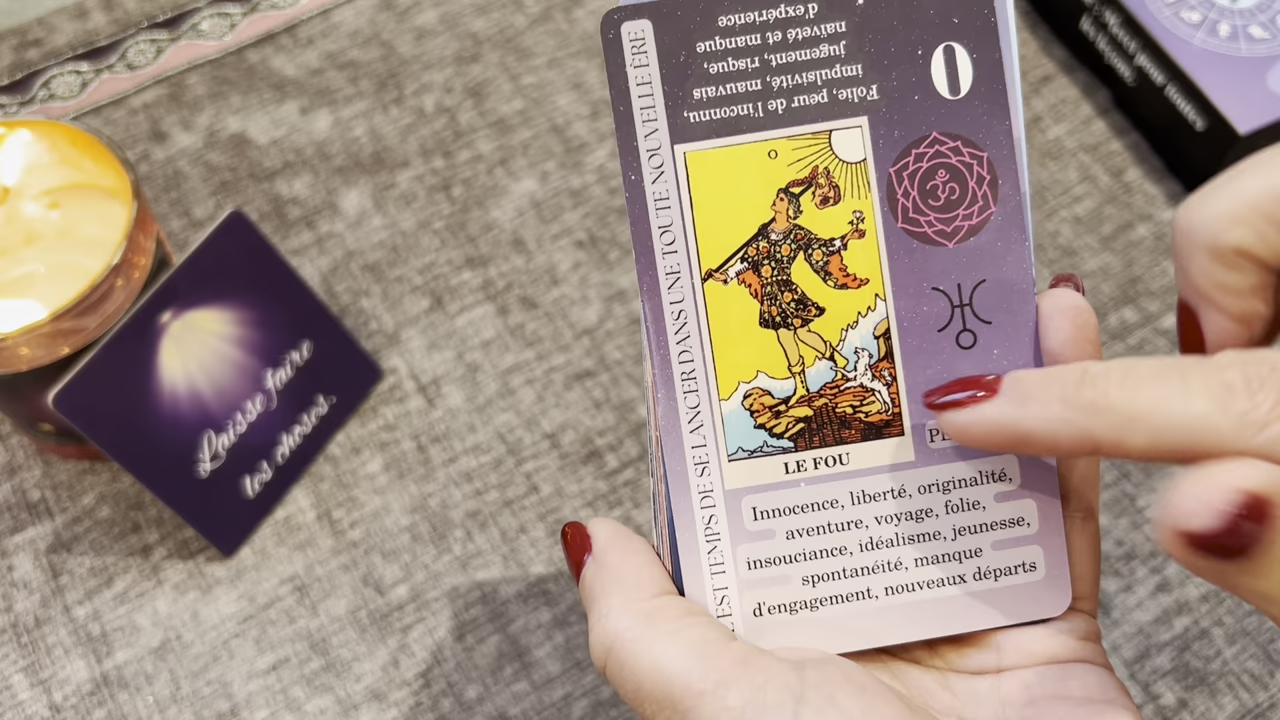 Folie, peur de l'inconnu,
impulsivité, mauvais
jugement, risque,
naïveté et manque
d'expérience
0
EST TEMPS DE SE LANCER DANS UNE TOUTE NOUVELLE ÈRE
0
LE FOU
Innocence, liberté, originalité,
aventure, voyage, folie,
insouciance, idéalisme, jeunesse,
spontanéité, manque
d'engagement, nouveaux départs
Laisse faire
les choses.